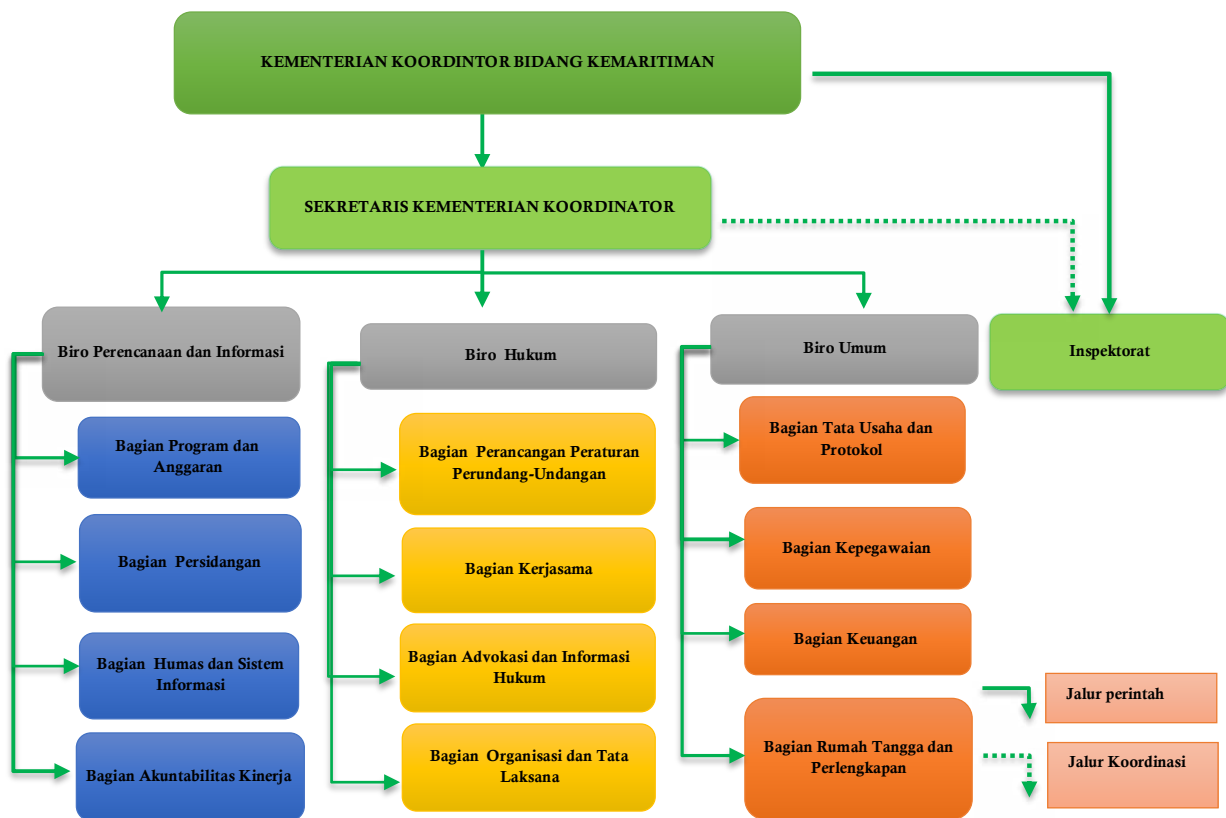 KEMENTERIAN KOORDINTOR BIDANG KEMARITIMAN
SEKRETARIS KEMENTERIAN KOORDINATOR
Biro Perencanaan dan Informasi
Biro Hukum
Biro Umum
Inspektorat
Bagian Program dan
Anggaran
Bagian Persidangan
Bagian Humas dan Sistem
Informasi
Bagian Akuntabilitas Kinerja
Bagian Perancangan Peraturan
Perundang-Undangan
Bagian Kerjasama
Bagian Advokasi dan Informasi
Hukum
Bagian Organisasi dan Tata
Laksana
Bagian Tata Usaha dan
Protokol
Bagian Kepegawaian
Bagian Keuangan
Bagian Rumah Tangga dan
Perlengkapan
Jalur perintah
Jalur Koordinasi